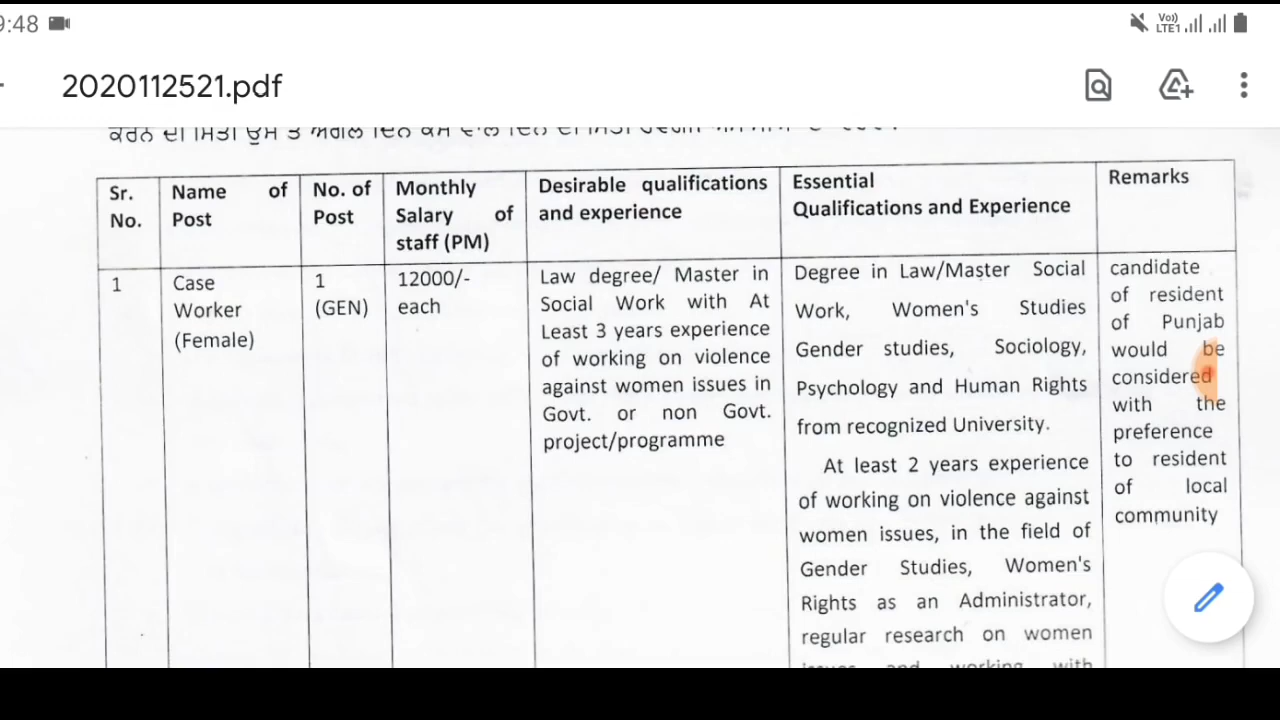 9:48
Vo)) LTE1
2020112521.pdf
Sr. No.
Name of Post
No. of Post
Monthly Salary of staff (PM)
Desirable qualifications and experience
Essential Qualifications and Experience
Remarks
1
Case Worker (Female)
1 (GEN)
12000/- each
Law degree/ Master in
Social Work with At
Least 3 years experience
of working on violence
against women issues in
Govt. or non Govt.
project/programme
Degree in Law/Master Social
Work, Women's Studies
Gender studies, Sociology,
Psychology and Human Rights
from recognized University.
At least 2 years experience
of working on violence against
women issues, in the field of
Gender Studies, Women's
Rights as an Administrator,
regular research on women
issues and working with
candidate
of resident
of Punjab
would be
considered
with the
preference
to resident
of local
community